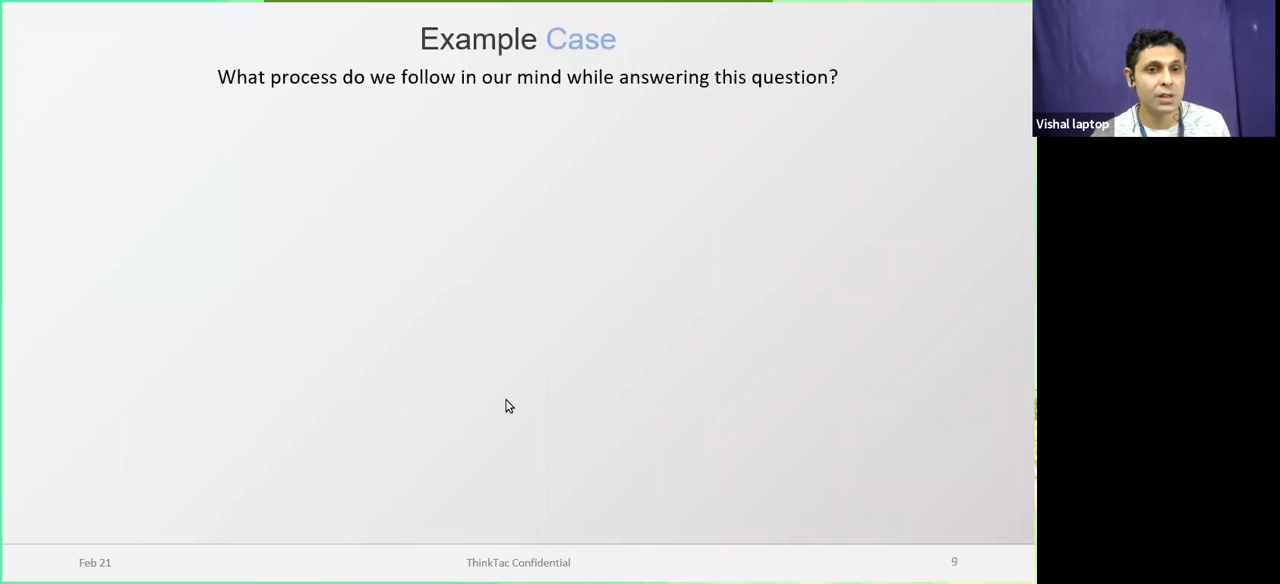 Example Case
What process do we follow in our mind while answering this question?
Vishal laptop
Feb 21
ThinkTac Confidential
9